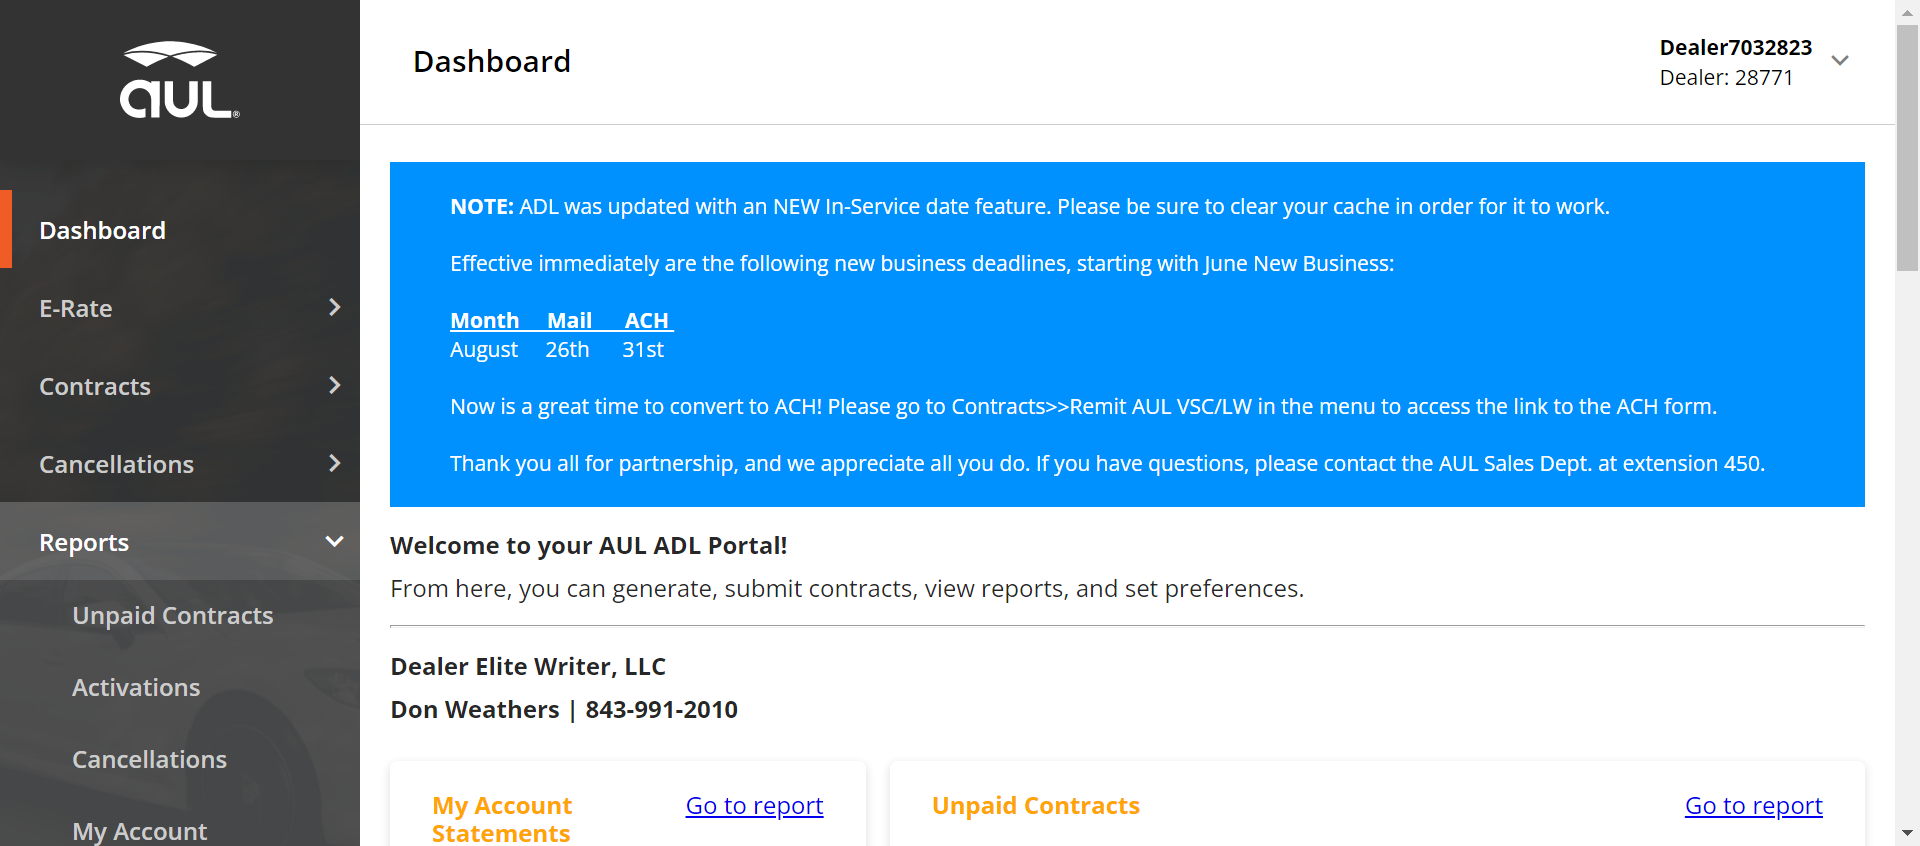 aUL®
Dashboard
E-Rate
Contracts
Cancellations
Reports
Unpaid Contracts
Activations
Cancellations
My Account
Dashboard
Dealer7032823
Dealer: 28771
NOTE: ADL was updated with an NEW In-Service date feature. Please be sure to clear your cache in order for it to work.
Effective immediately are the following new business deadlines, starting with June New Business:
Month Mail ACH
August 26th 31st
Now is a great time to convert to ACH! Please go to Contracts>>Remit AUL VSC/LW in the menu to access the link to the ACH form.
Thank you all for partnership, and we appreciate all you do. If you have questions, please contact the AUL Sales Dept. at extension 450.
Welcome to your AUL ADL Portal!
From here, you can generate, submit contracts, view reports, and set preferences.
Dealer Elite Writer, LLC
Don Weathers | 843-991-2010
My Account
Statements
Go to report
Unpaid Contracts
Go to report